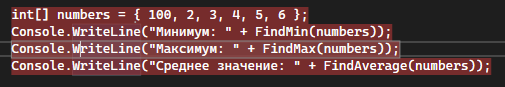 int[] numbers = { 100, 2, 3, 4, 5, 6 };
Console.WriteLine("Минимум: " + FindMin(numbers));
Console.WriteLine("Максимум: " + FindMax(numbers));
Console.WriteLine("Среднее значение: " + FindAverage(numbers));